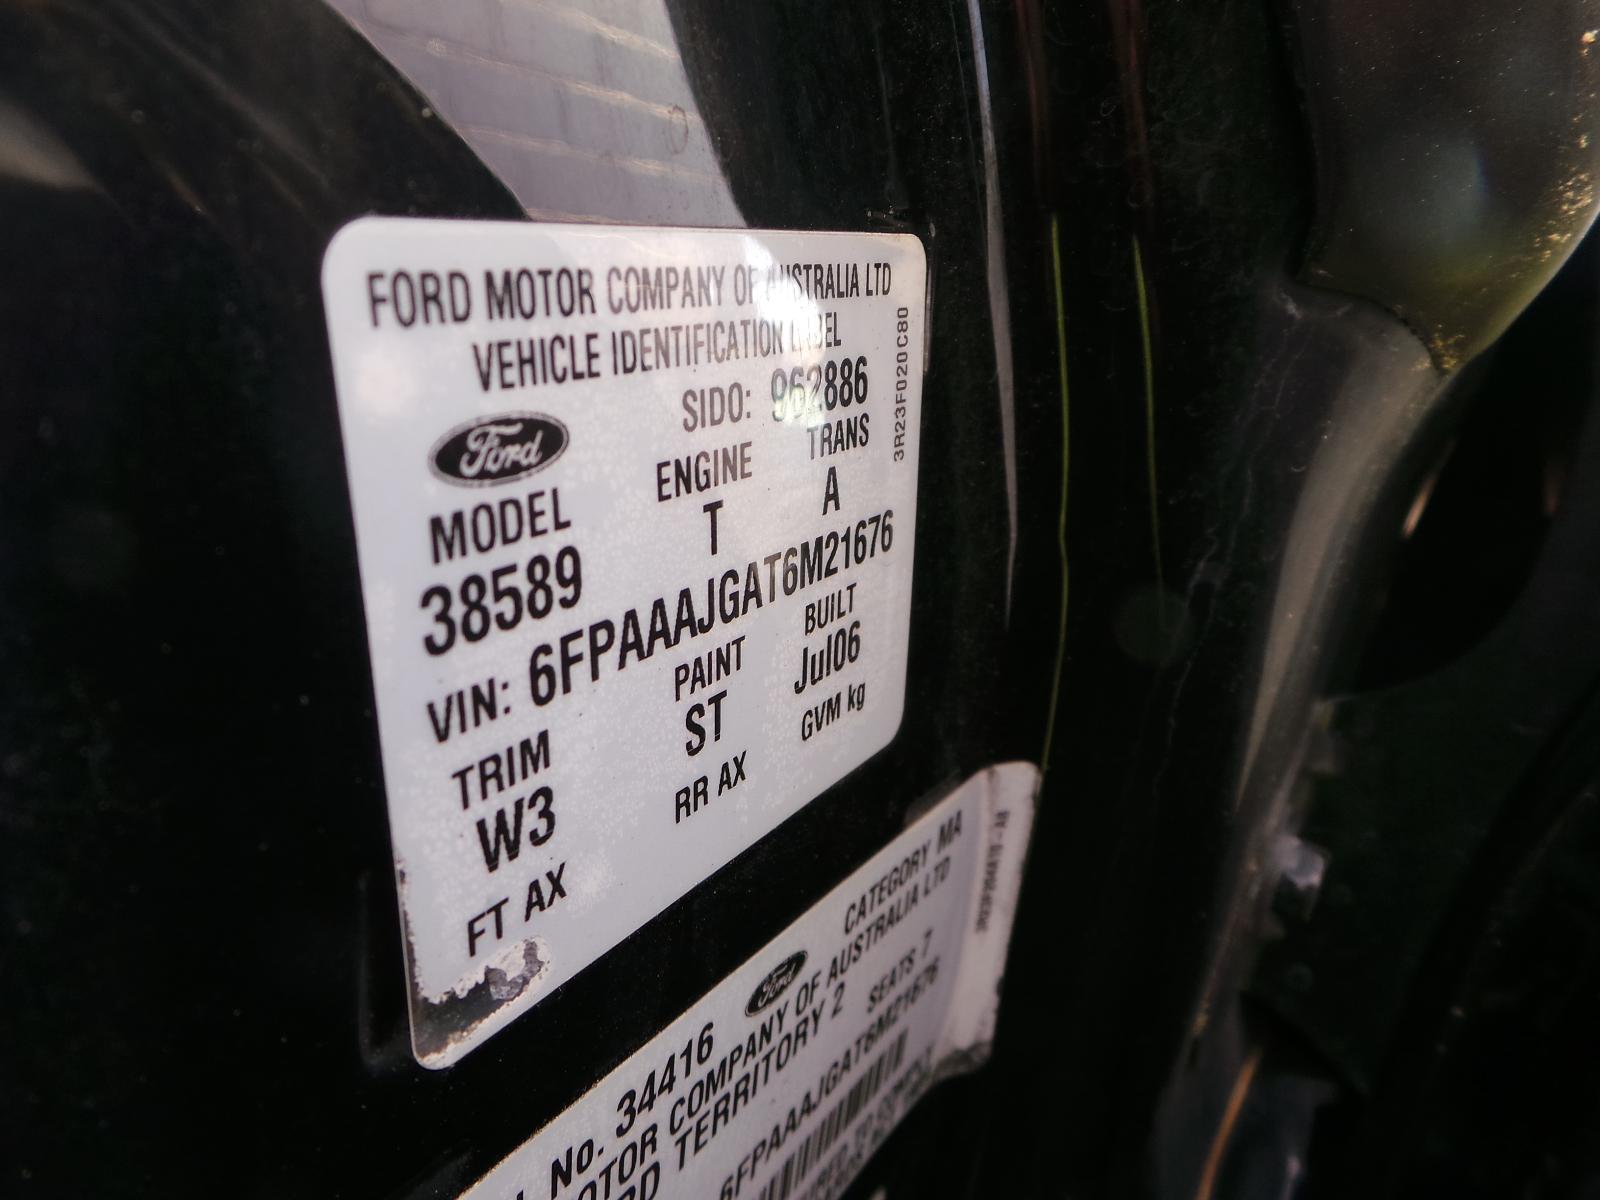 FORD MOTOR COMPANY OF AUSTRALIA LTD
VEHICLE IDENTIFICATION LABEL
SIDO: 962886
3R23F020C80
Ford
MODEL ENGINE TRANS
38589 T A
VIN: 6FPAAAJGAT6M21676
TRIM PAINT BUILT
W3 ST Jul06
FT AX RR AX GVM kg
No. 34416 Ford CATEGORY MA
MOTOR COMPANY OF AUSTRALIA LTD
FORD TERRITORY 2 SEATS 7
6FPAAAJGAT6M21676